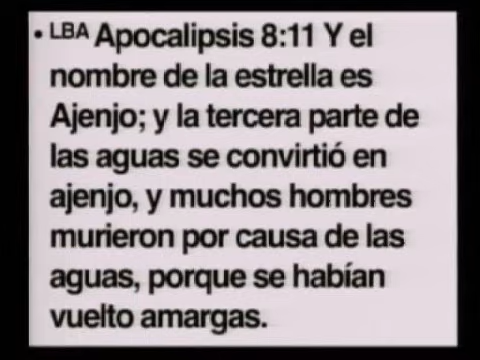 • LBA Apocalipsis 8:11 Y el
nombre de la estrella es
Ajenjo; y la tercera parte de
las aguas se convirtió en
ajenjo, y muchos hombres
murieron por causa de las
aguas, porque se habían
vuelto amargas.